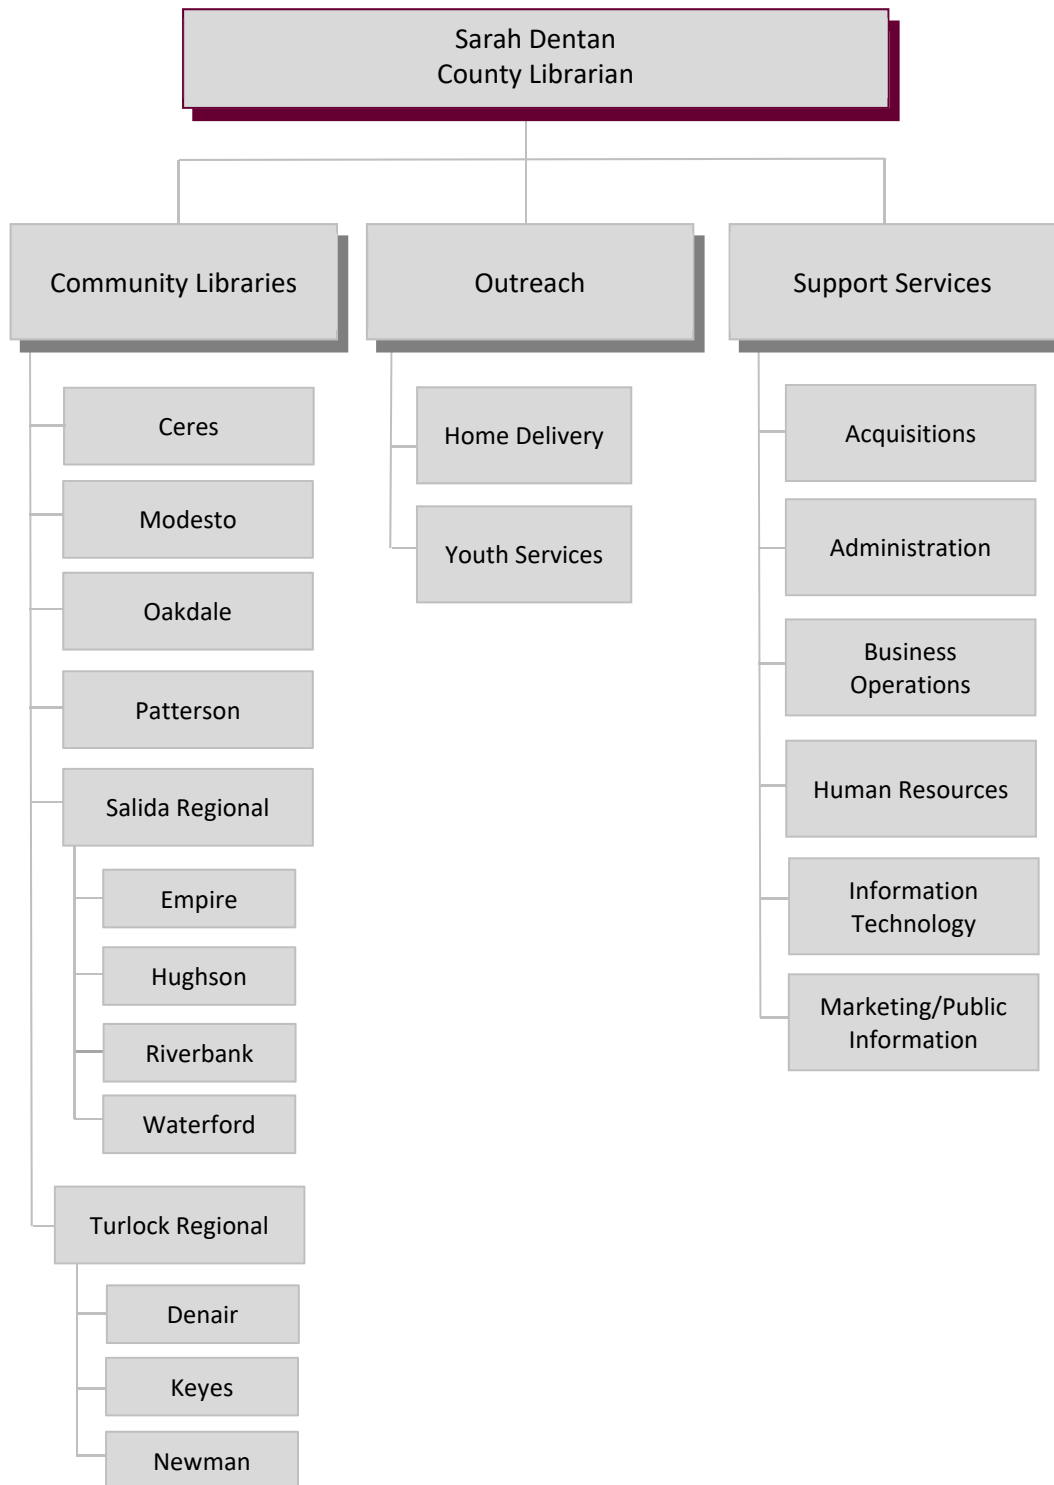 Sarah Dentan
County Librarian
Community Libraries
Outreach
Support Services
Ceres
Modesto
Oakdale
Patterson
Salida Regional
Empire
Hughson
Riverbank
Waterford
Turlock Regional
Denair
Keyes
Newman
Home Delivery
Youth Services
Acquisitions
Administration
Business
Operations
Human Resources
Information
Technology
Marketing/Public
Information